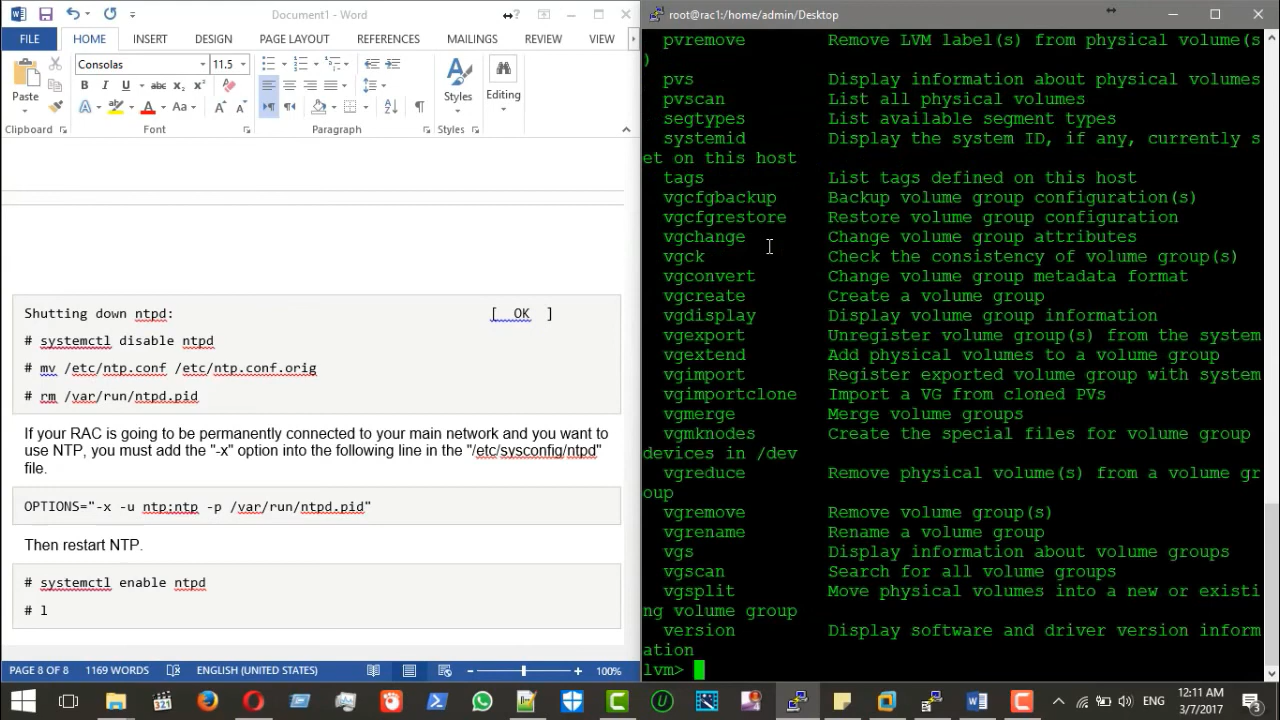 Document1 - Word
FILE
HOME
INSERT
DESIGN
PAGE LAYOUT
REFERENCES
MAILINGS
REVIEW
VIEW
Paste
Consolas
11.5
B I U abc x₂ x²
Styles
Editing
Clipboard
Font
Paragraph
Styles
Shutting down ntpd: [ OK ]
# systemctl disable ntpd
# mv /etc/ntp.conf /etc/ntp.conf.orig
# rm /var/run/ntpd.pid
If your RAC is going to be permanently connected to your main network and you want to
use NTP, you must add the "-x" option into the following line in the "/etc/sysconfig/ntpd"
file.
OPTIONS="-x -u ntp:ntp -p /var/run/ntpd.pid"
Then restart NTP.
# systemctl enable ntpd
# l
PAGE 8 OF 8 1169 WORDS ENGLISH (UNITED STATES) 100%
root@rac1:/home/admin/Desktop
pvremove Remove LVM label(s) from physical volume(s
)
pvs Display information about physical volumes
pvscan List all physical volumes
segtypes List available segment types
systemid Display the system ID, if any, currently s
et on this host
tags List tags defined on this host
vgcfgbackup Backup volume group configuration(s)
vgcfgrestore Restore volume group configuration
vgchange Change volume group attributes
vgck Check the consistency of volume group(s)
vgconvert Change volume group metadata format
vgcreate Create a volume group
vgdisplay Display volume group information
vgexport Unregister volume group(s) from the system
vgextend Add physical volumes to a volume group
vgimport Register exported volume group with system
vgimportclone Import a VG from cloned PVs
vgmerge Merge volume groups
vgmknodes Create the special files for volume group
devices in /dev
vgreduce Remove physical volume(s) from a volume gr
oup
vgremove Remove volume group(s)
vgrename Rename a volume group
vgs Display information about volume groups
vgscan Search for all volume groups
vgsplit Move physical volumes into a new or existi
ng volume group
version Display software and driver version inform
ation
lvm>
ENG
12:11 AM
3/7/2017